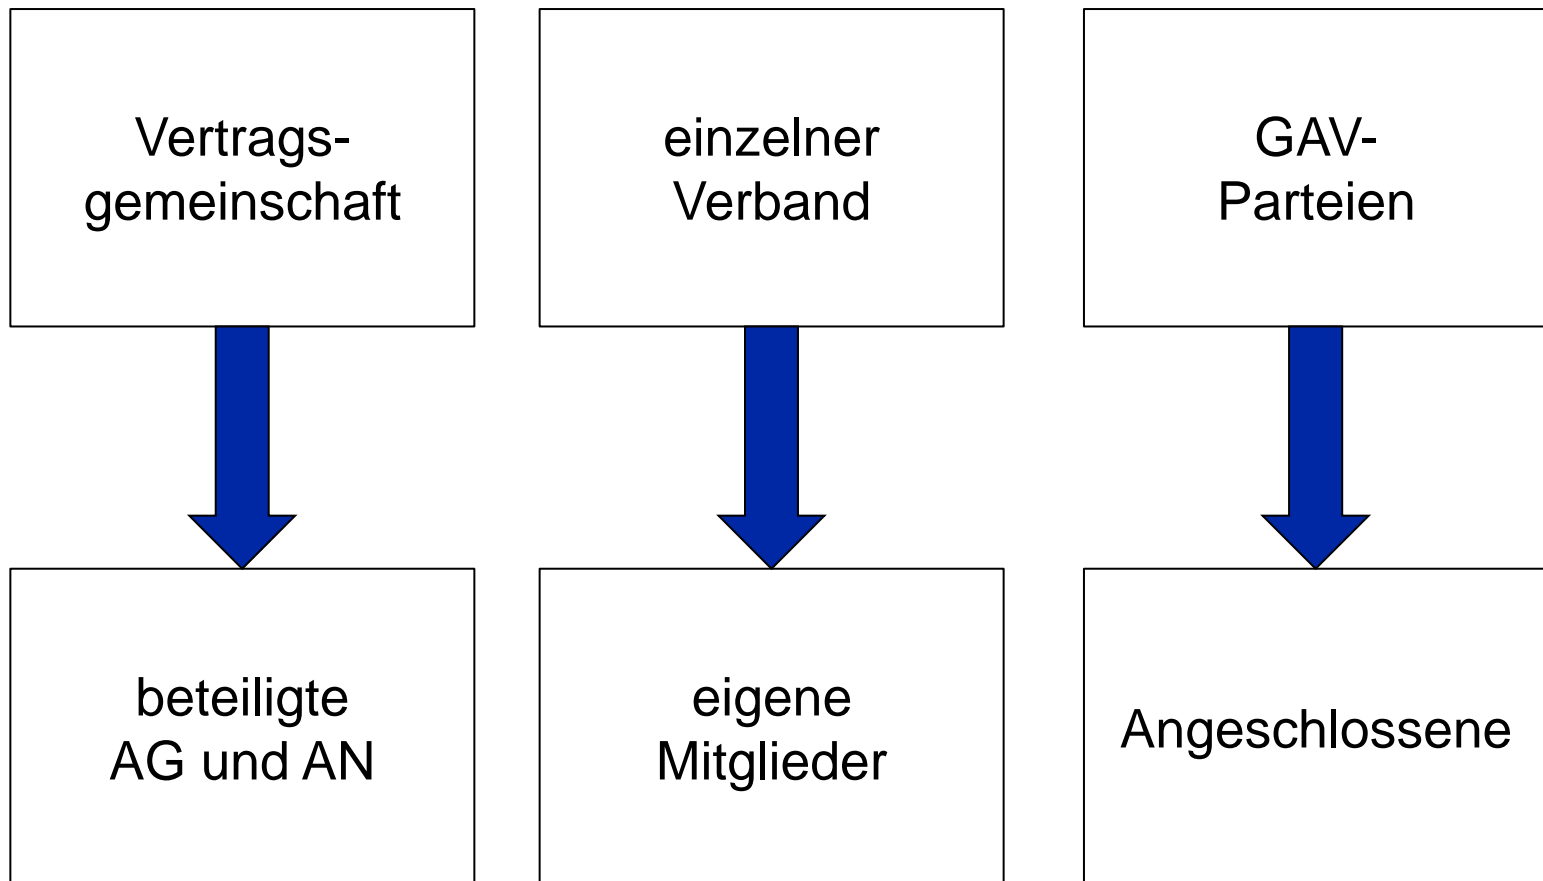 Vertrags-
gemeinschaft
einzelner
Verband
GAV-
Parteien
beteiligte
AG und AN
eigene
Mitglieder
Angeschlossene